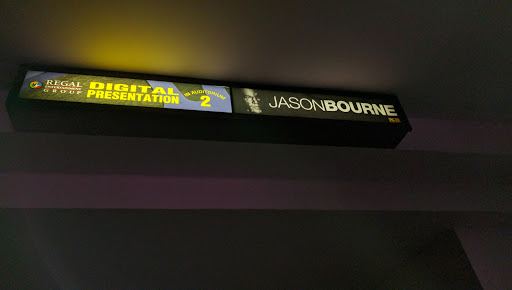 REGAL
ENTERTAINMENT
GROUP
DIGITAL
PRESENTATION
IN AUDITORIUM
2
JASONBOURNE